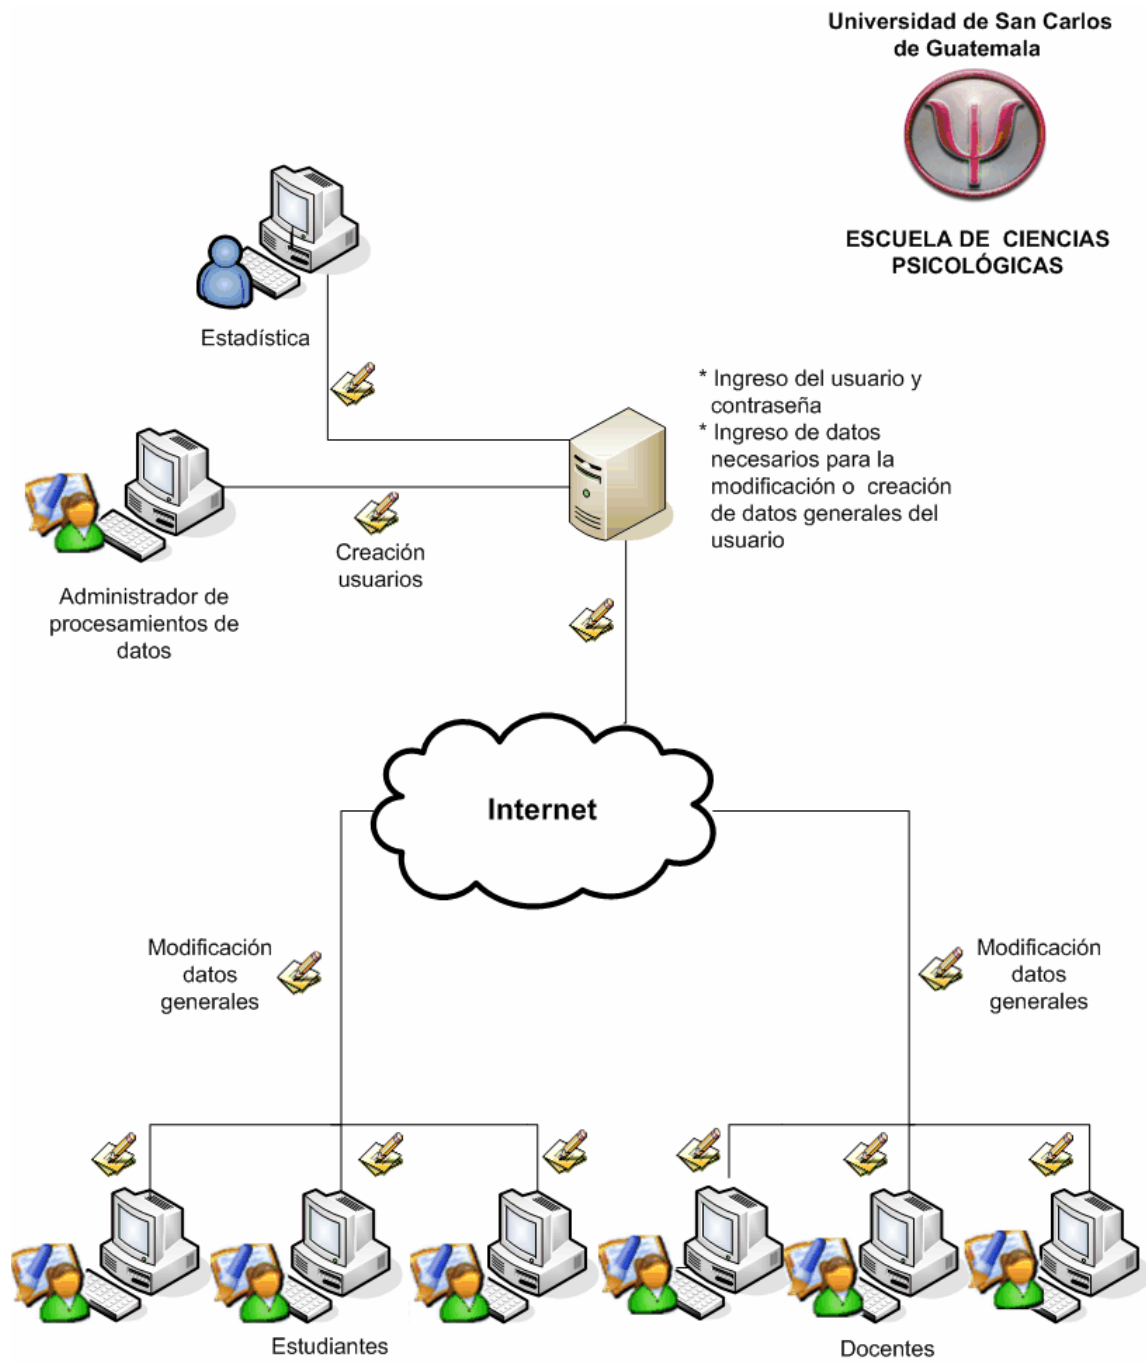 Universidad de San Carlos
de Guatemala
ESCUELA DE CIENCIAS
PSICOLÓGICAS
Estadística
* Ingreso del usuario y
contraseña
* Ingreso de datos
necesarios para la
modificación o creación
de datos generales del
usuario
Creación
usuarios
Administrador de
procesamientos de
datos
Internet
Modificación
datos
generales
Modificación
datos
generales
Estudiantes
Docentes